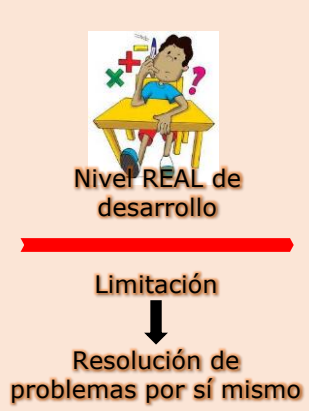 Nivel REAL de
desarrollo
Limitación
Resolución de
problemas por sí mismo